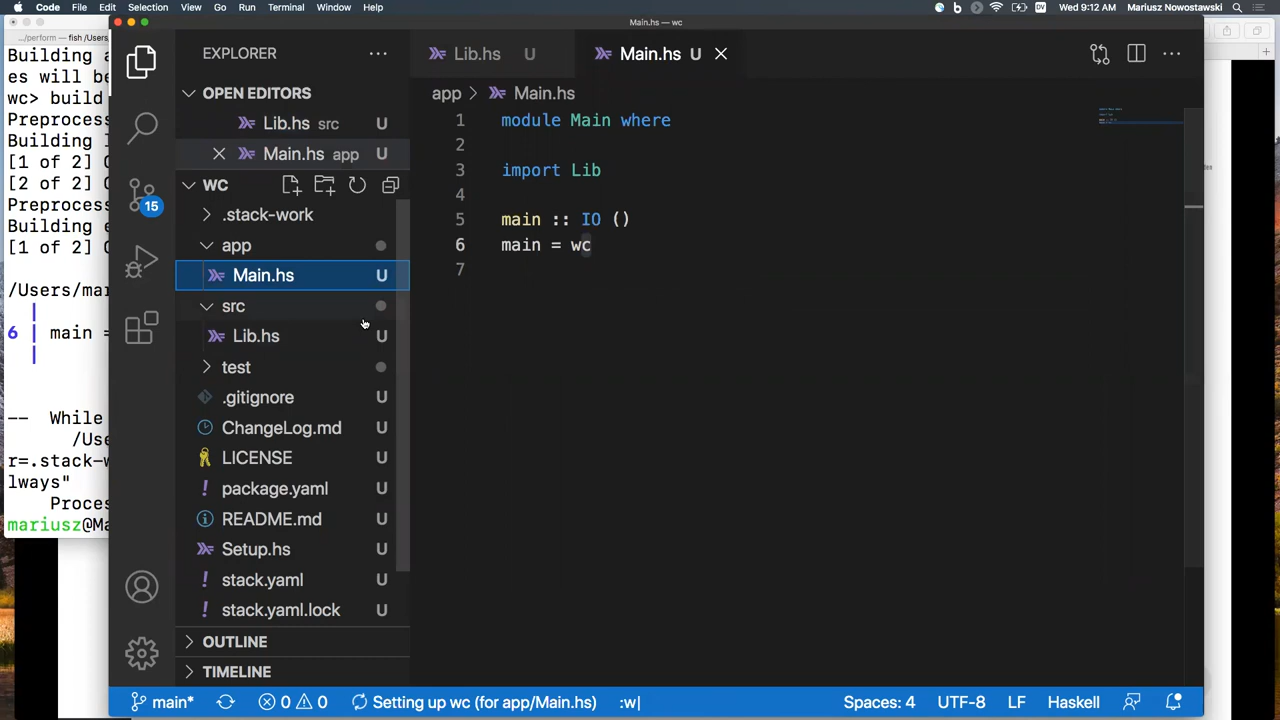 Code File Edit Selection View Go Run Terminal Window Help
DV Wed 9:12 AM Mariusz Nowostawski
Main.hs — wc
.../perform — fish /Users/
Building a
es will be
wc> build
Preprocess
Building l
[1 of 2] C
[2 of 2] C
Preprocess
Building e
[1 of 2] C
/Users/mar
|
6 | main =
|
-- While
/Use
r=.stack-w
lways"
Proces
mariusz@Ma
EXPLORER
OPEN EDITORS
Lib.hs src U
Main.hs app U
WC
.stack-work
app
Main.hs U
src
Lib.hs U
test
.gitignore U
ChangeLog.md U
LICENSE U
package.yaml U
README.md U
Setup.hs U
stack.yaml U
stack.yaml.lock U
OUTLINE
TIMELINE
15
Lib.hs U
Main.hs U
app > Main.hs
1 module Main where
2
3 import Lib
4
5 main :: IO ()
6 main = wc
7
main* 0 0 Setting up wc (for app/Main.hs) :w| Spaces: 4 UTF-8 LF Haskell